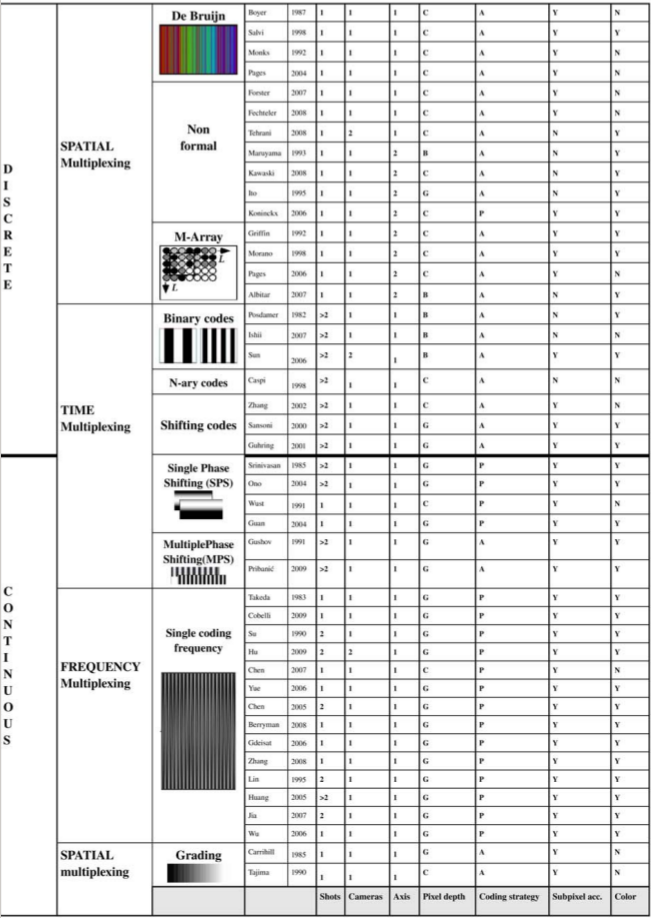 De Bruijn
Boyer 1987 1 1 1 C A Y N
Salvi 1998 1 1 1 C A Y Y
Monks 1992 1 1 1 C A Y N
Pages 2004 1 1 1 C A Y N
DISCRETE
SPATIAL
Multiplexing
Non
formal
Forster 2007 1 1 1 C A Y N
Fechteler 2008 1 1 1 C A Y N
Tehrani 2008 1 2 1 C A N Y
Maruyama 1993 1 1 2 B A N Y
Kawaski 2008 1 1 2 C A N Y
Ito 1995 1 1 2 G A N Y
Koninckx 2006 1 1 2 C P Y Y
M-Array
L
L
Griffin 1992 1 1 2 C A Y Y
Morano 1998 1 1 2 C A Y Y
Pages 2006 1 1 2 C A Y N
Albitar 2007 1 1 2 B A N Y
TIME
Multiplexing
Binary codes
Posdamer 1982 >2 1 1 B A N Y
Ishii 2007 >2 1 1 B A N N
Sun 2006 >2 2 1 B A Y Y
N-ary codes
Caspi 1998 >2 1 1 C A N N
Shifting codes
Zhang 2002 >2 1 1 C A Y N
Sansoni 2000 >2 1 1 G A Y Y
Guhring 2001 >2 1 1 G A Y Y
CONTINUOUS
Single Phase
Shifting (SPS)
Srinivasan 1985 >2 1 1 G P Y Y
Ono 2004 >2 1 1 G P Y Y
Wust 1991 1 1 1 C P Y N
Guan 2004 1 1 1 G P Y Y
MultiplePhase
Shifting(MPS)
Gushov 1991 >2 1 1 G A Y Y
Pribanić 2009 >2 1 1 G A Y Y
FREQUENCY
Multiplexing
Single coding
frequency
Takeda 1983 1 1 1 G P Y Y
Cobelli 2009 1 1 1 G P Y Y
Su 1990 2 1 1 G P Y Y
Hu 2009 2 2 1 G P Y Y
Chen 2007 1 1 1 C P Y N
Yue 2006 1 1 1 G P Y Y
Chen 2005 2 1 1 G P Y Y
Berryman 2008 1 1 1 G P Y Y
Gdeisat 2006 1 1 1 G P Y Y
Zhang 2008 1 1 1 G P Y Y
Lin 1995 2 1 1 G P Y Y
Huang 2005 >2 1 1 G P Y Y
Jia 2007 2 1 1 G P Y Y
Wu 2006 1 1 1 G P Y Y
SPATIAL
multiplexing
Grading
Carrihill 1985 1 1 1 G A Y N
Tajima 1990 1 1 1 C A Y N
Shots Cameras Axis Pixel depth Coding strategy Subpixel acc. Color